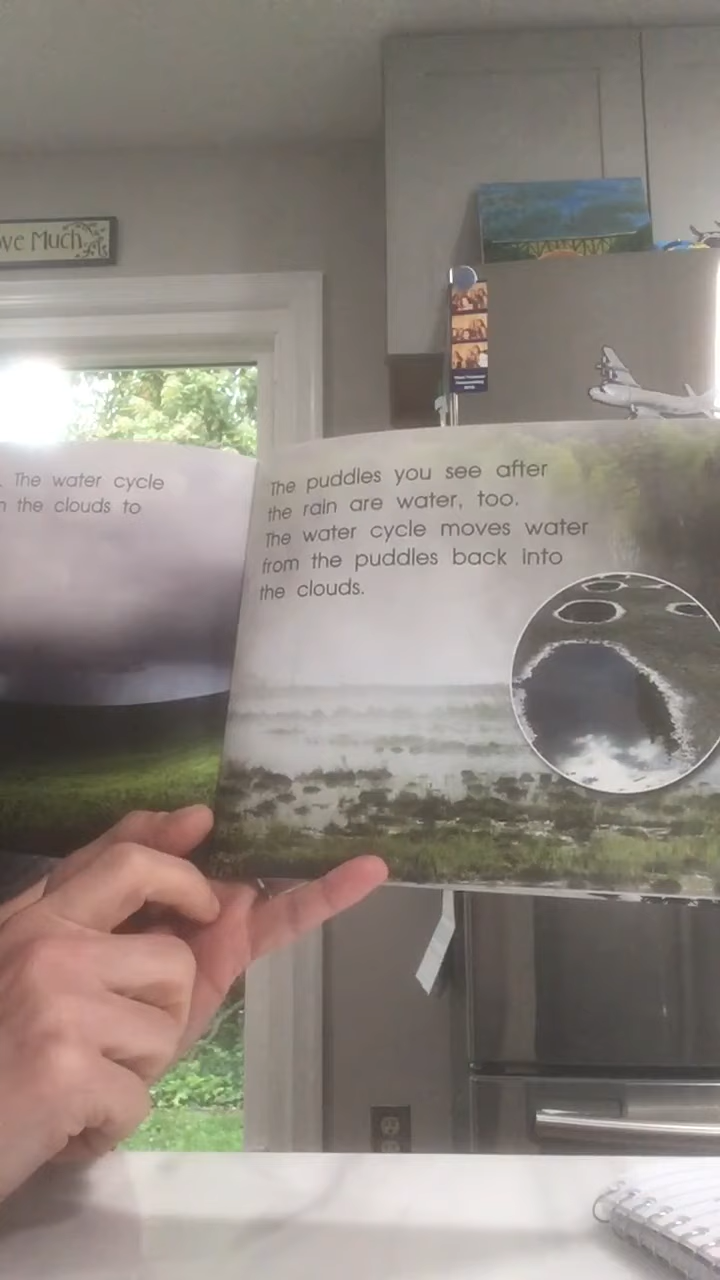 ve Much
. The water cycle
n the clouds to
The puddles you see after
the rain are water, too.
The water cycle moves water
from the puddles back into
the clouds.